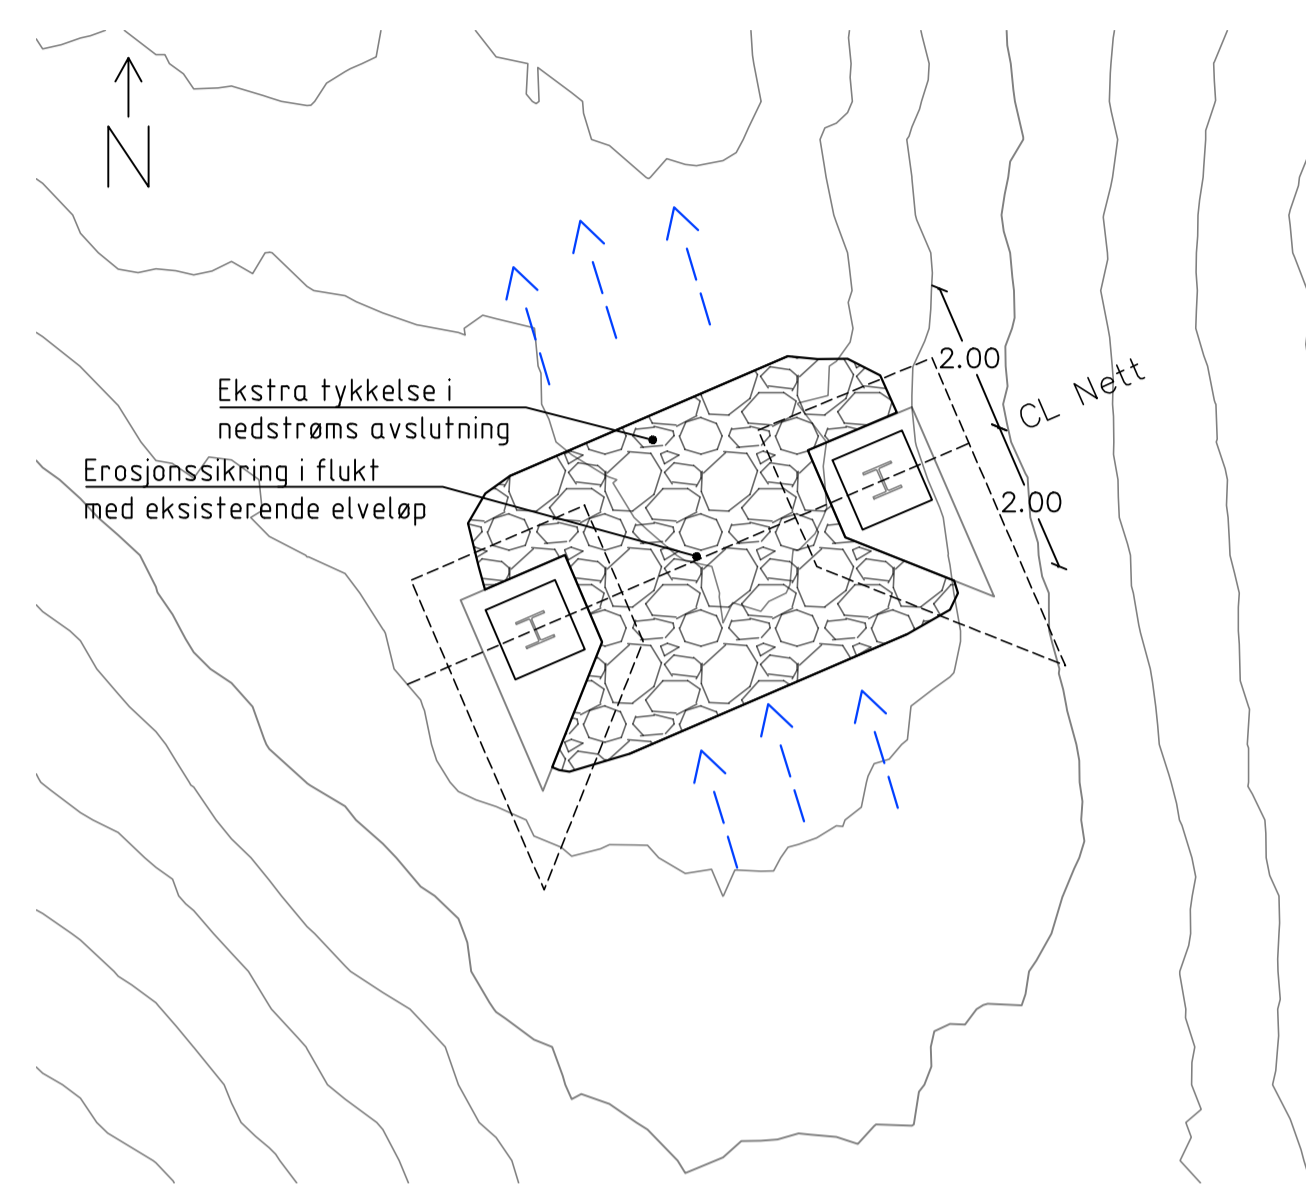 N
Ekstra tykkelse i
nedstrøms avslutning
Erosjonssikring i flukt
med eksisterende elveløp
2.00
CL Nett
2.00